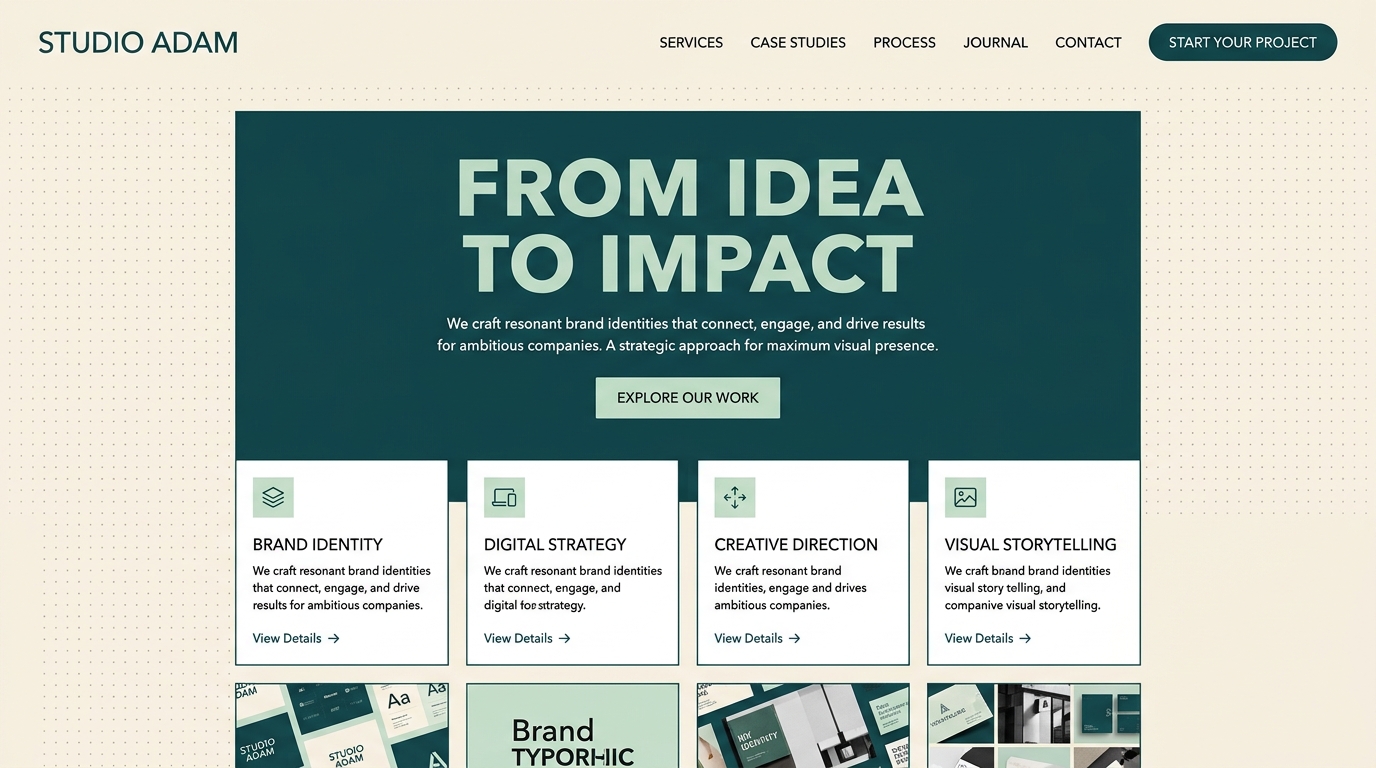 STUDIO ADAM
SERVICES
CASE STUDIES
PROCESS
JOURNAL
CONTACT
START YOUR PROJECT
FROM IDEA
TO IMPACT
We craft resonant brand identities that connect, engage, and drive results
for ambitious companies. A strategic approach for maximum visual presence.
EXPLORE OUR WORK
BRAND IDENTITY
We craft resonant brand identities
that connect, engage, and drive
results for ambitious companies.
View Details →
DIGITAL STRATEGY
We craft resonant brand identities
that connect, engage, and
digital for strategy.
View Details →
CREATIVE DIRECTION
We craft resonant brand
identities, engage and drives
ambitious companies.
View Details →
VISUAL STORYTELLING
We craft bnand brand identities
visual story telling, and
companive visual storytelling.
View Details →
ADAM
Aa
Aa
STUDIO
ADAM
STUDIO
ADAM
Brand
IDENTITY